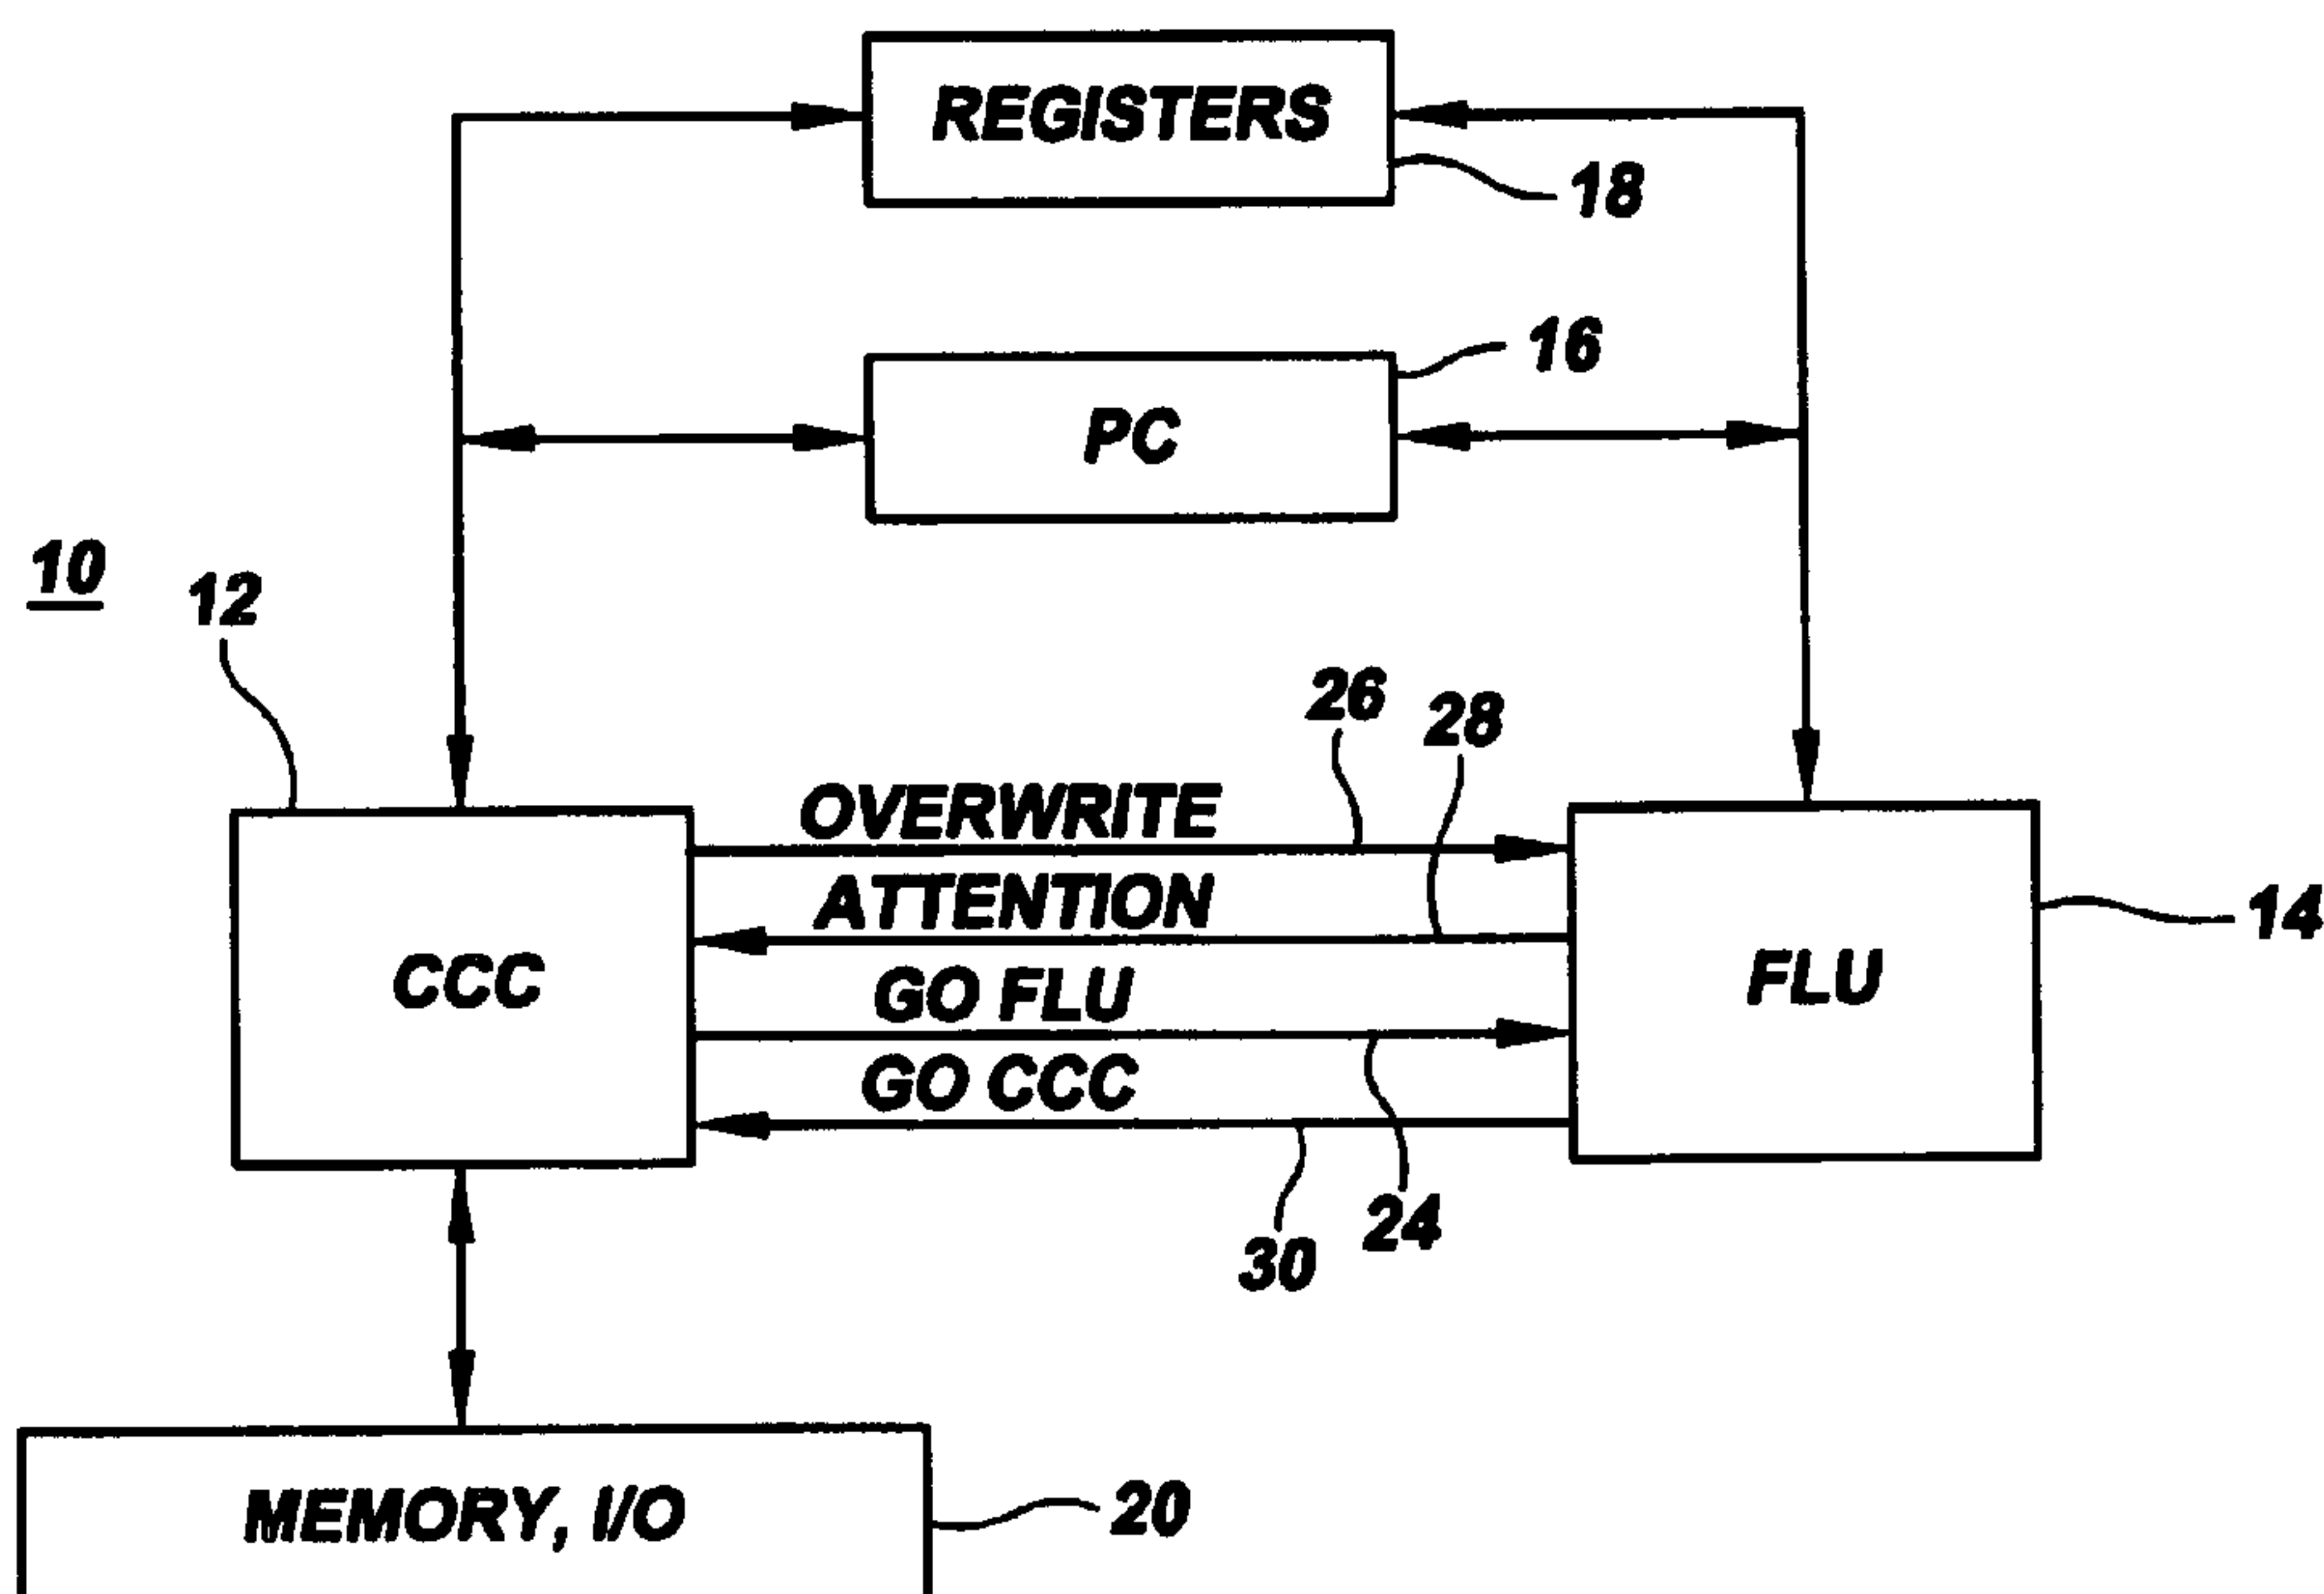 REGISTERS
18
16
PC
10
12
26
28
OVERWRITE
ATTENTION
14
CCC
FLU
GO FLU
GO CCC
24
30
MEMORY, I/O
20